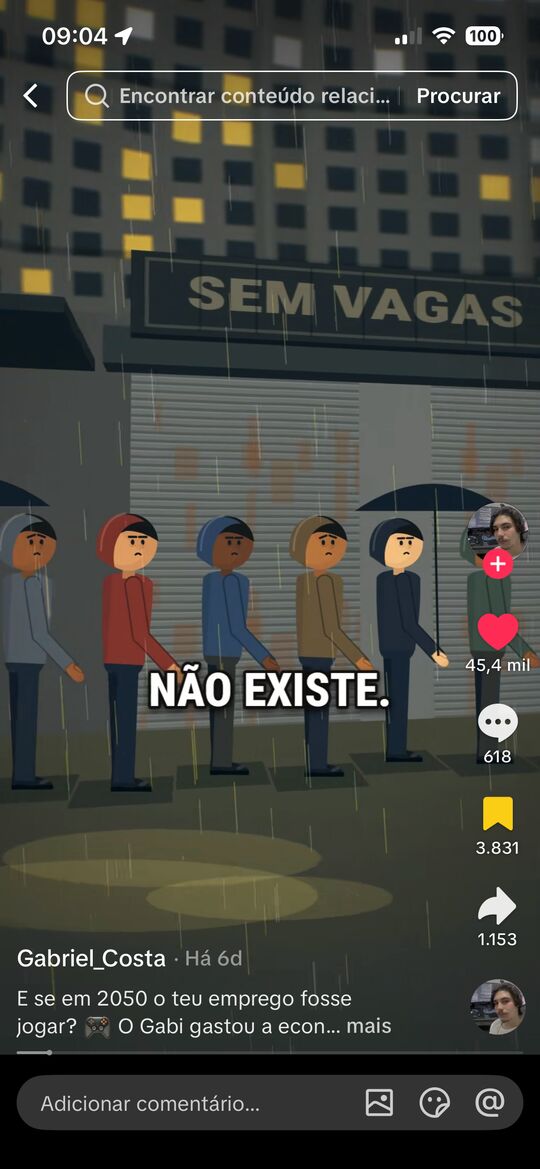 09:04
100
Encontrar conteúdo relaci...
Procurar
SEM VAGAS
NÃO EXISTE.
45,4 mil
618
3.831
1.153
Gabriel_Costa · Há 6d
E se em 2050 o teu emprego fosse
jogar? 🎮 O Gabi gastou a econ... mais
Adicionar comentário...